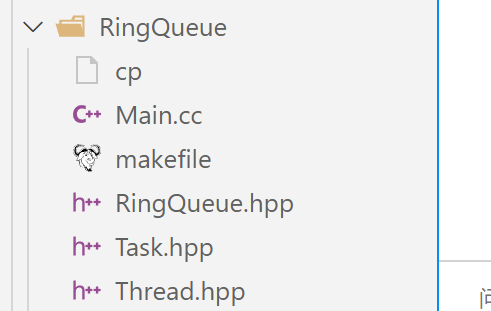 RingQueue
cp
C++ Main.cc
makefile
h++ RingQueue.hpp
h++ Task.hpp
h++ Thread.hpp